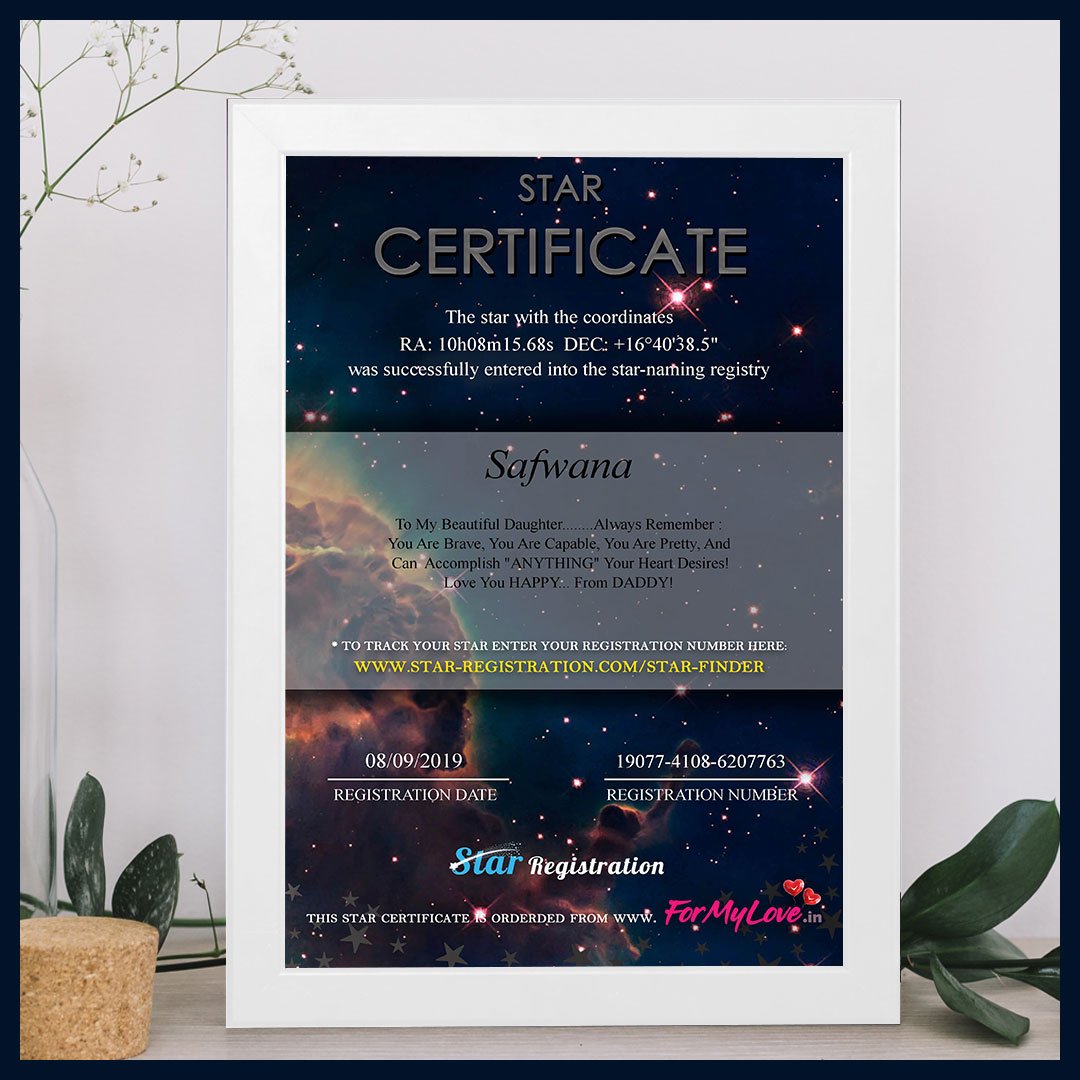 STAR
CERTIFICATE
The star with the coordinates
RA: 10h08m15.68s DEC: +16°40'38.5"
was successfully entered into the star-naming registry
Safwana
To My Beautiful Daughter........Always Remember :
You Are Brave, You Are Capable, You Are Pretty, And
Can Accomplish "ANYTHING" Your Heart Desires!
Love You HAPPY... From DADDY!
* TO TRACK YOUR STAR ENTER YOUR REGISTRATION NUMBER HERE:
WWW.STAR-REGISTRATION.COM/STAR-FINDER
08/09/2019 19077-4108-6207763
REGISTRATION DATE REGISTRATION NUMBER
Star Registration
THIS STAR CERTIFICATE IS ORDERDED FROM WWW. ForMyLove.in